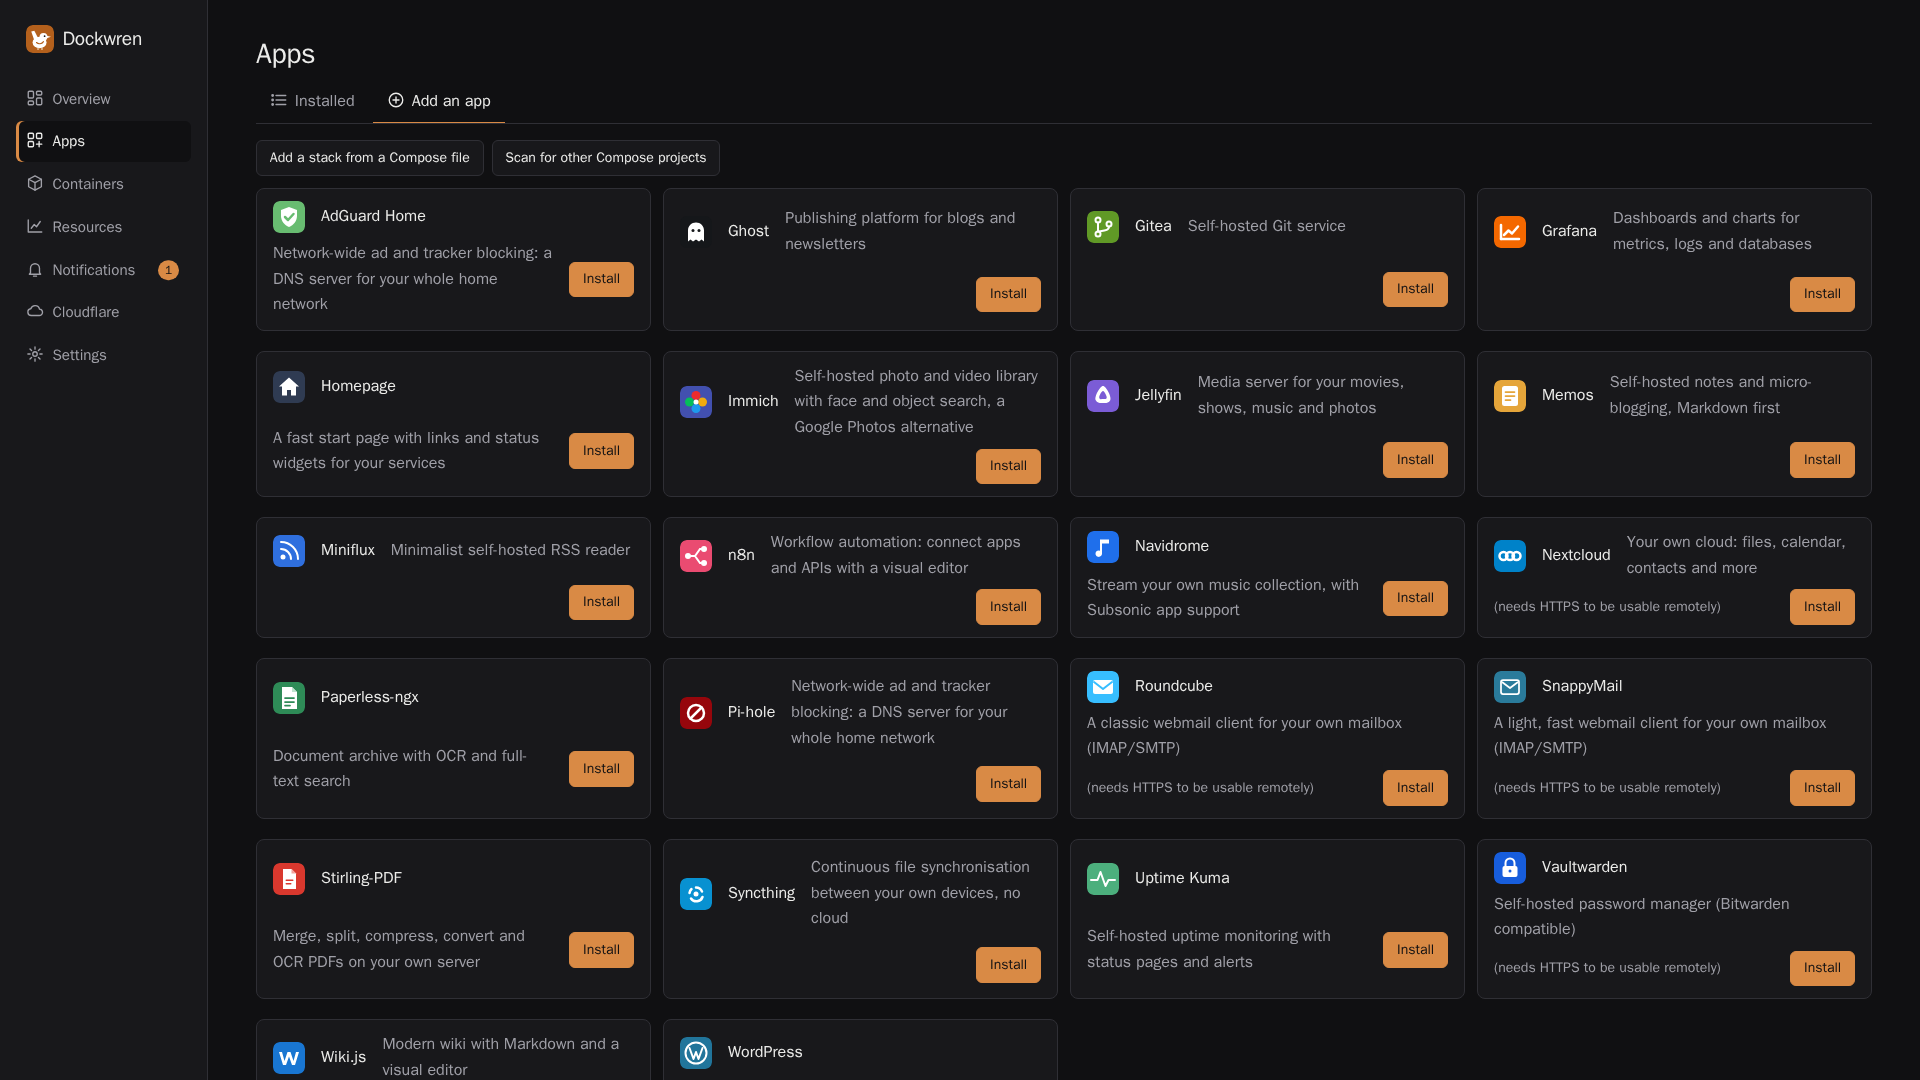 Dockwren
Overview
Apps
Containers
Resources
Notifications 1
Cloudflare
Settings
Apps
Installed
Add an app
Add a stack from a Compose file
Scan for other Compose projects
AdGuard Home
Network-wide ad and tracker blocking: a
DNS server for your whole home
network
Install
Ghost
Publishing platform for blogs and
newsletters
Install
Gitea
Self-hosted Git service
Install
Grafana
Dashboards and charts for
metrics, logs and databases
Install
Homepage
A fast start page with links and status
widgets for your services
Install
Immich
Self-hosted photo and video library
with face and object search, a
Google Photos alternative
Install
Jellyfin
Media server for your movies,
shows, music and photos
Install
Memos
Self-hosted notes and micro-
blogging, Markdown first
Install
Miniflux
Minimalist self-hosted RSS reader
Install
n8n
Workflow automation: connect apps
and APIs with a visual editor
Install
Navidrome
Stream your own music collection, with
Subsonic app support
Install
Nextcloud
Your own cloud: files, calendar,
contacts and more
(needs HTTPS to be usable remotely)
Install
Paperless-ngx
Document archive with OCR and full-
text search
Install
Pi-hole
Network-wide ad and tracker
blocking: a DNS server for your
whole home network
Install
Roundcube
A classic webmail client for your own mailbox
(IMAP/SMTP)
(needs HTTPS to be usable remotely)
Install
SnappyMail
A light, fast webmail client for your own mailbox
(IMAP/SMTP)
(needs HTTPS to be usable remotely)
Install
Stirling-PDF
Merge, split, compress, convert and
OCR PDFs on your own server
Install
Syncthing
Continuous file synchronisation
between your own devices, no
cloud
Install
Uptime Kuma
Self-hosted uptime monitoring with
status pages and alerts
Install
Vaultwarden
Self-hosted password manager (Bitwarden
compatible)
(needs HTTPS to be usable remotely)
Install
W
Wiki.js
Modern wiki with Markdown and a
visual editor
W
WordPress